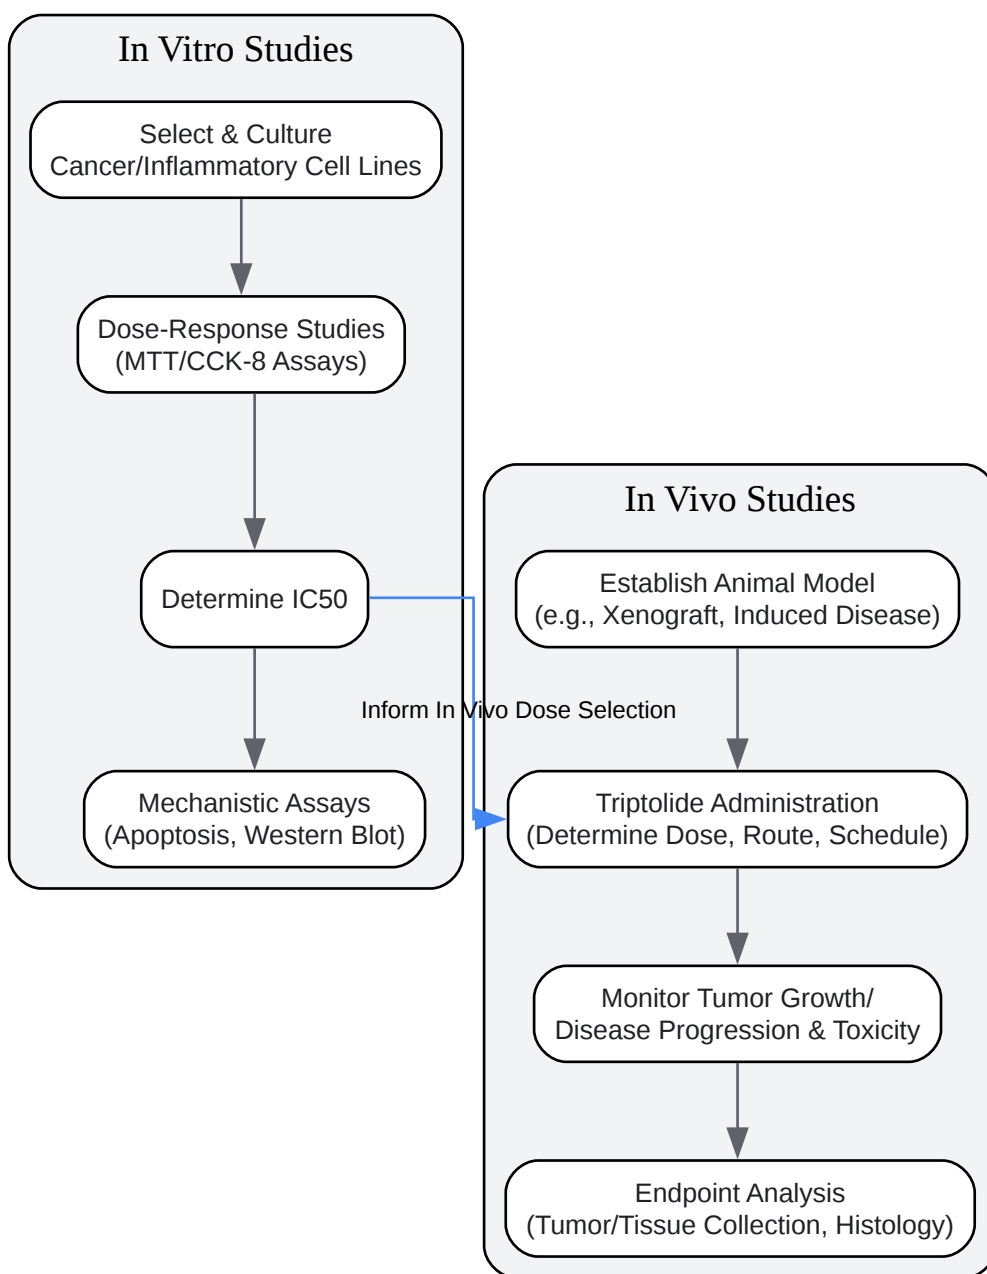 In Vitro Studies
Select & Culture
Cancer/Inflammatory Cell Lines
Dose-Response Studies
(MTT/CCK-8 Assays)
Determine IC50
Mechanistic Assays
(Apoptosis, Western Blot)
Inform In Vivo Dose Selection
In Vivo Studies
Establish Animal Model
(e.g., Xenograft, Induced Disease)
Triptolide Administration
(Determine Dose, Route, Schedule)
Monitor Tumor Growth/
Disease Progression & Toxicity
Endpoint Analysis
(Tumor/Tissue Collection, Histology)